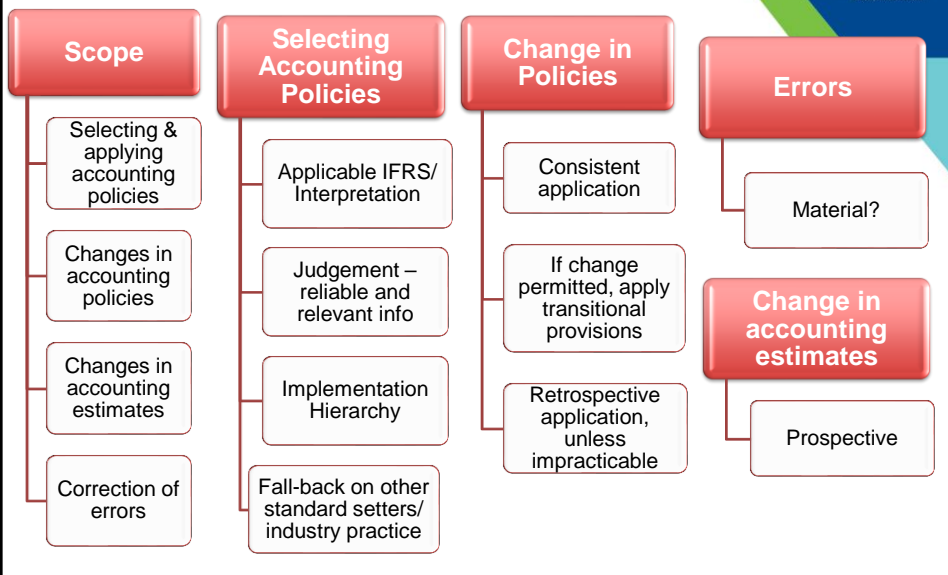 Scope
Selecting &
applying
accounting
policies
Changes in
accounting
policies
Changes in
accounting
estimates
Correction of
errors
Selecting
Accounting
Policies
Applicable IFRS/
Interpretation
Judgement –
reliable and
relevant info
Implementation
Hierarchy
Fall-back on other
standard setters/
industry practice
Change in
Policies
Consistent
application
If change
permitted, apply
transitional
provisions
Retrospective
application,
unless
impracticable
Errors
Material?
Change in
accounting
estimates
Prospective